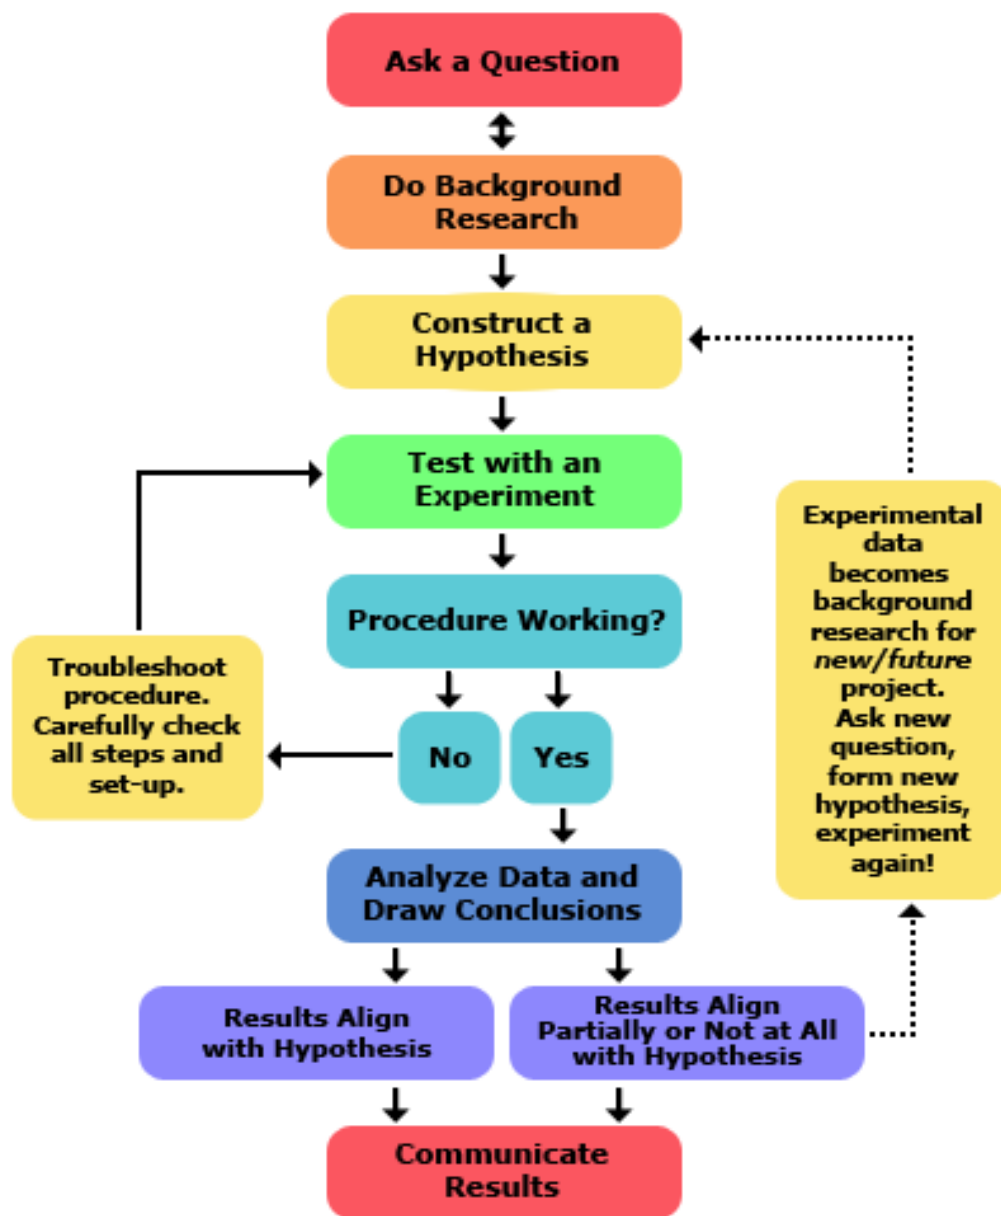 Ask a Question
Do Background
Research
Construct a
Hypothesis
Test with an
Experiment
Procedure Working?
No
Yes
Troubleshoot
procedure.
Carefully check
all steps and
set-up.
Experimental
data
becomes
background
research for
new/future
project.
Ask new
question,
form new
hypothesis,
experiment
again!
Analyze Data and
Draw Conclusions
Results Align
with Hypothesis
Results Align
Partially or Not at All
with Hypothesis
Communicate
Results